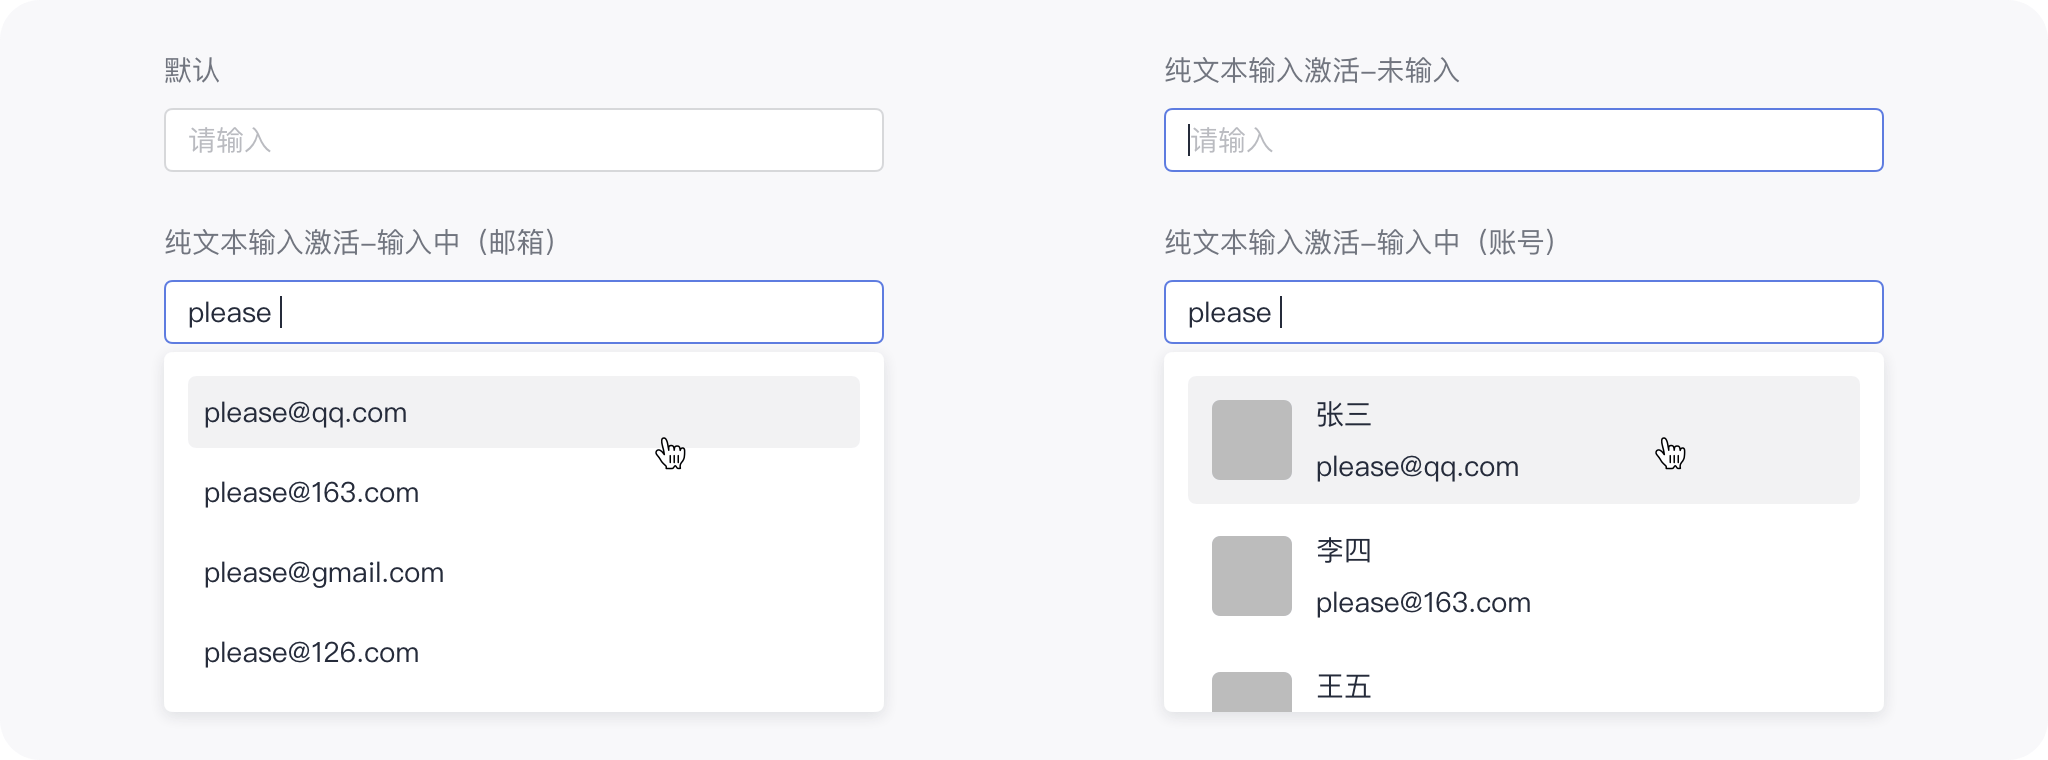 默认
请输入
纯文本输入激活–未输入
请输入
纯文本输入激活–输入中（邮箱）
please
please@qq.com
please@163.com
please@gmail.com
please@126.com
纯文本输入激活–输入中（账号）
please
张三
please@qq.com
李四
please@163.com
王五